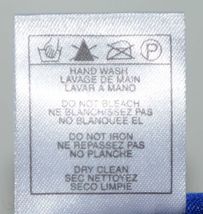 P
HAND WASH
LAVAGE DE MAIN
LAVAR A MANO
DO NOT BLEACH
NE BLANCHISSEZ PAS
NO BLANQUEE EL
DO NOT IRON
NE REPASSEZ PAS
NO PLANCHE
DRY CLEAN
SEC NETTOYEZ
SECO LIMPIE